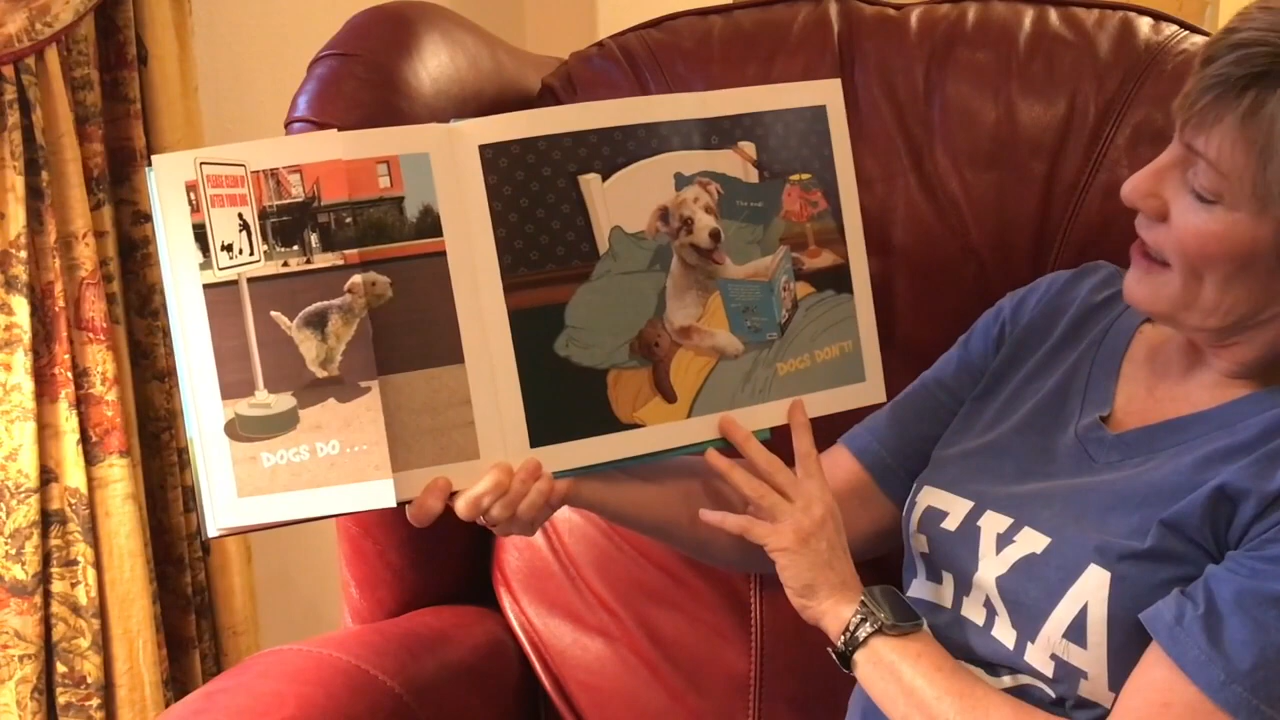 PLEASE CLEAN UP
AFTER YOUR DOG
DOGS DO ...
The end.
DOGS DON'T!
EKA